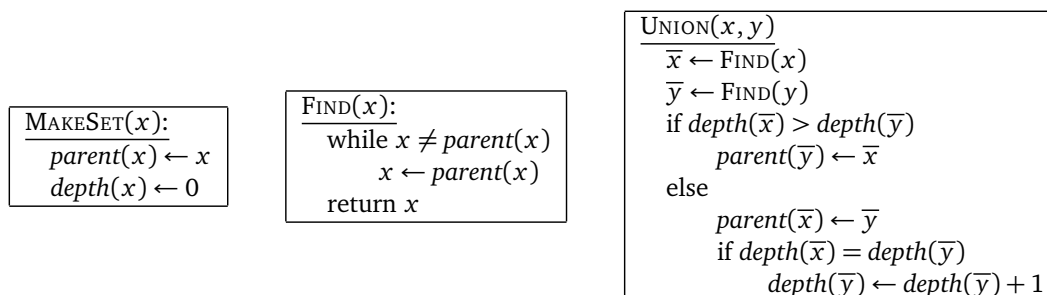 MAKESET(x):
parent(x) ← x
depth(x) ← 0
FIND(x):
while x ≠ parent(x)
x ← parent(x)
return x
UNION(x, y)
x̅ ← FIND(x)
y̅ ← FIND(y)
if depth(x̅) > depth(y̅)
parent(y̅) ← x̅
else
parent(x̅) ← y̅
if depth(x̅) = depth(y̅)
depth(y̅) ← depth(y̅) + 1